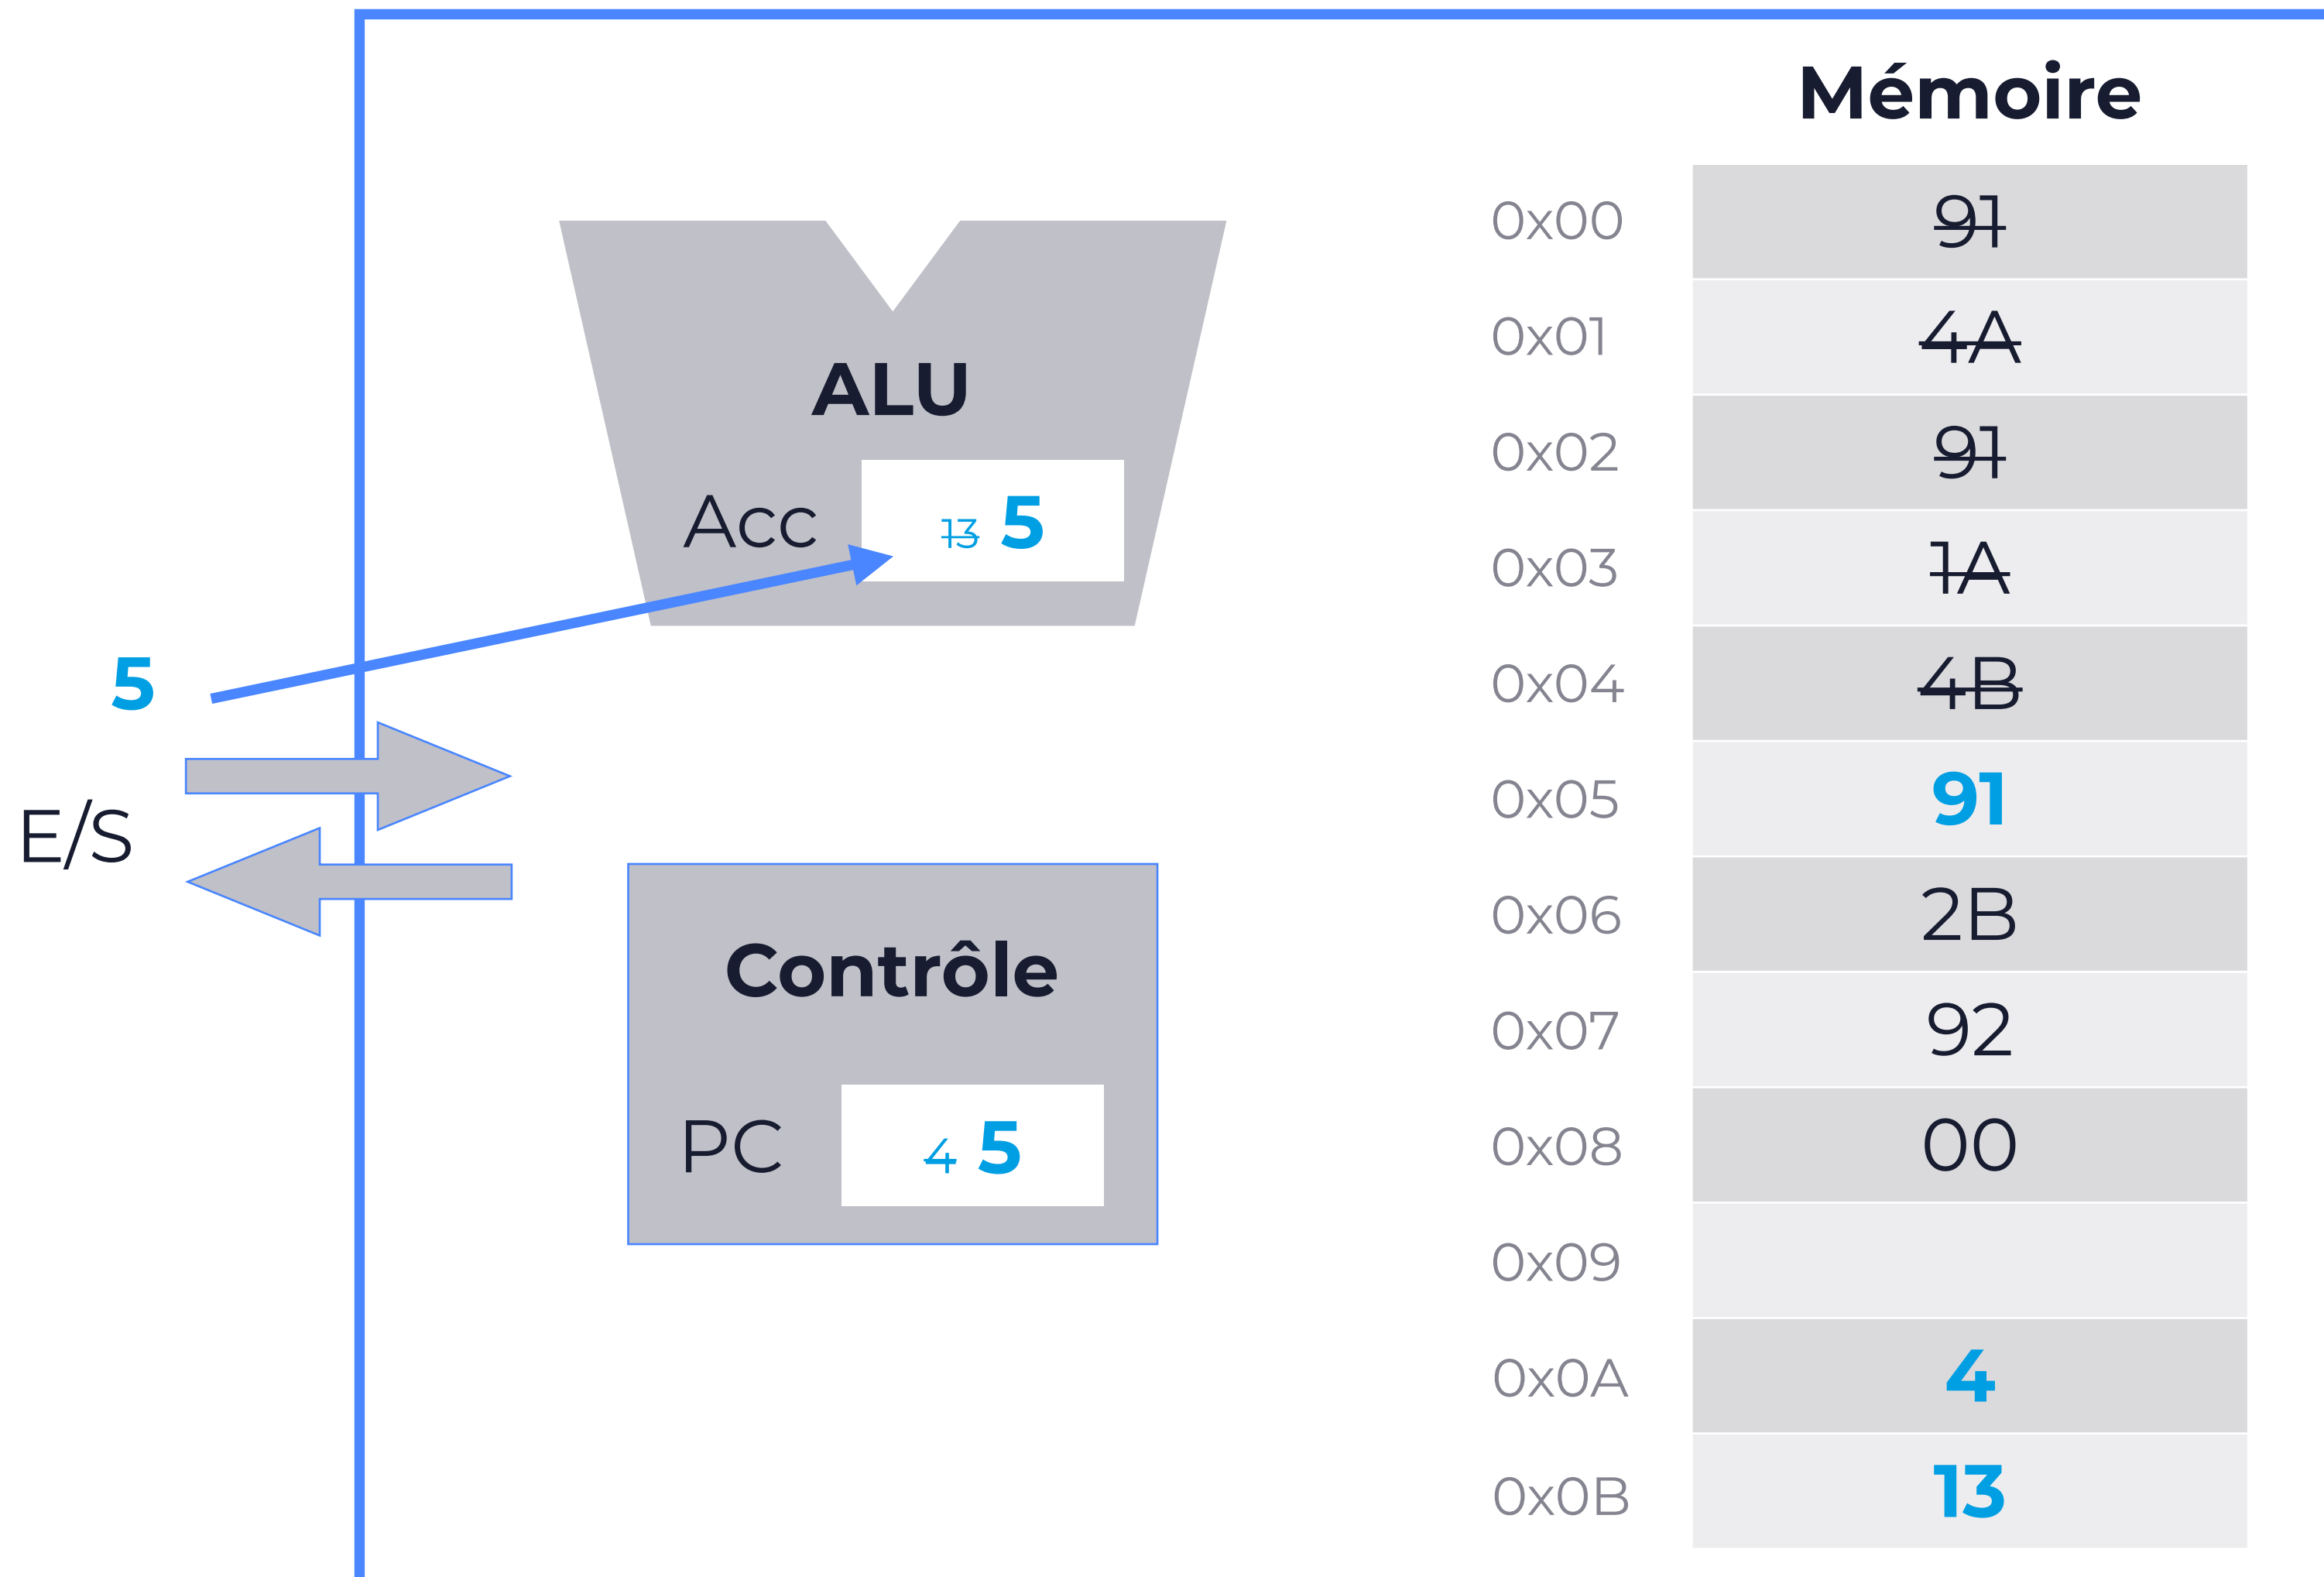 Mémoire
0x00 91
0x01 4A
ALU
0x02 91
Acc 13 5
0x03 1A
5
0x04 4B
0x05 91
E/S
0x06 2B
Contrôle
0x07 92
PC 4 5
0x08 00
0x09
0x0A 4
0x0B 13